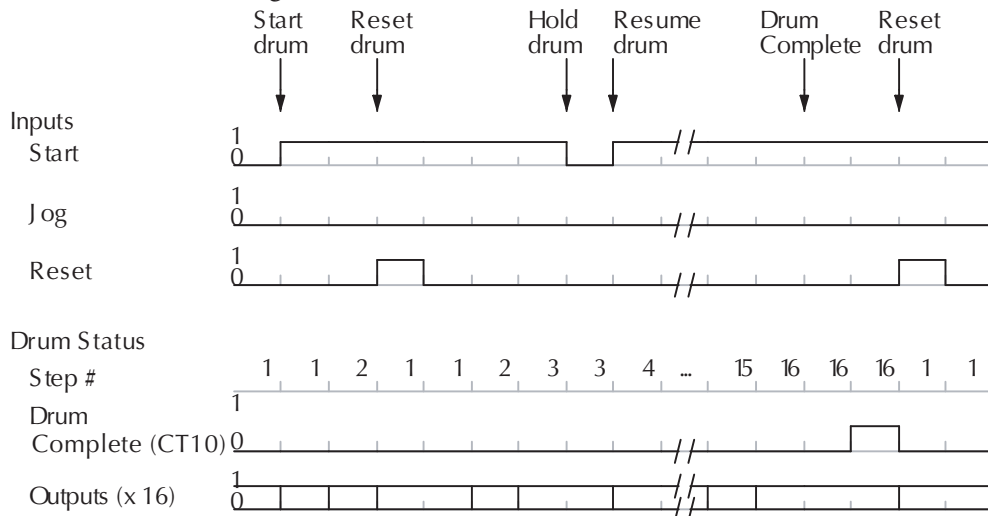 Start Reset Hold Resume Drum Reset
drum drum drum drum Complete drum
Inputs
1
Start 0
1
Jog 0
1
Reset 0
Drum Status
Step # 1 1 2 1 1 2 3 3 4 ... 15 16 16 16 1 1
1
Drum
Complete (CT10) 0
1
Outputs (x 16) 0